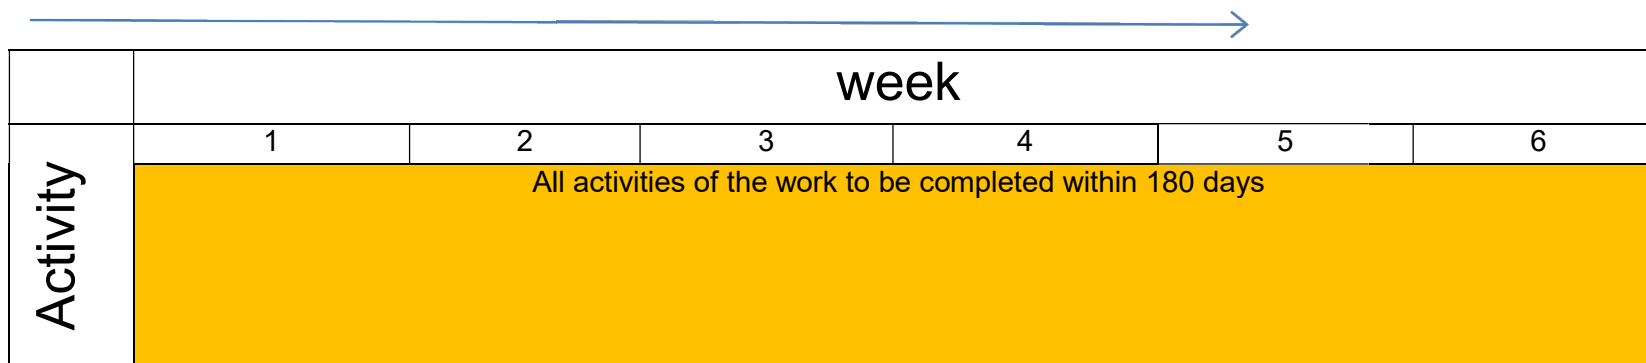 week
1 2 3 4 5 6
Activity
All activities of the work to be completed within 180 days